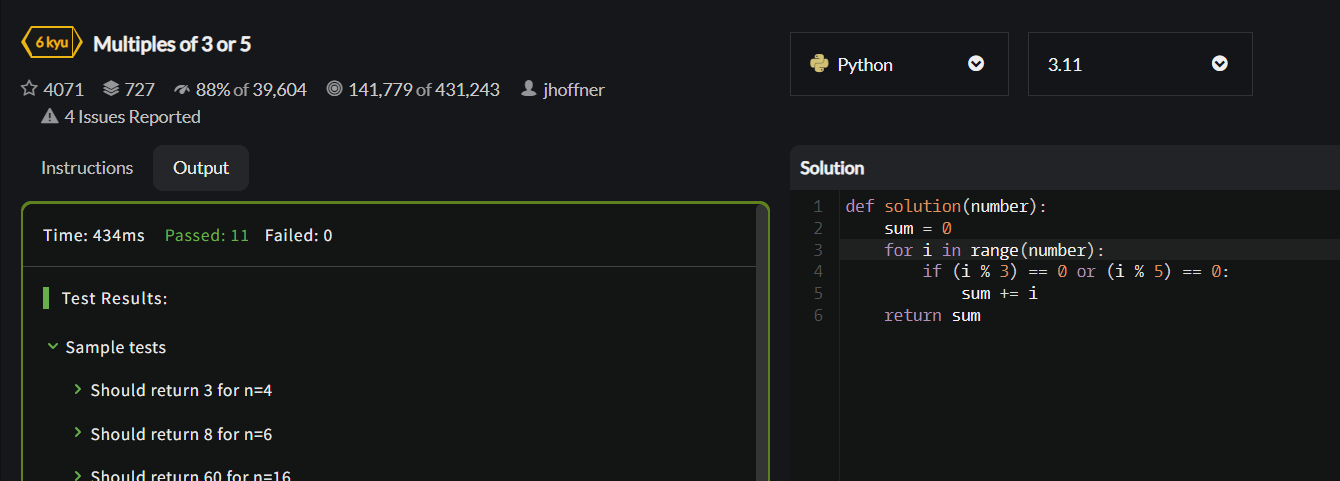 6 kyu Multiples of 3 or 5
4071 727 88% of 39,604 141,779 of 431,243 jhoffner
4 Issues Reported
Instructions Output
Time: 434ms Passed: 11 Failed: 0
Test Results:
Sample tests
Should return 3 for n=4
Should return 8 for n=6
Should return 60 for n=16
Python 3.11
Solution
1 def solution(number):
2 sum = 0
3 for i in range(number):
4 if (i % 3) == 0 or (i % 5) == 0:
5 sum += i
6 return sum